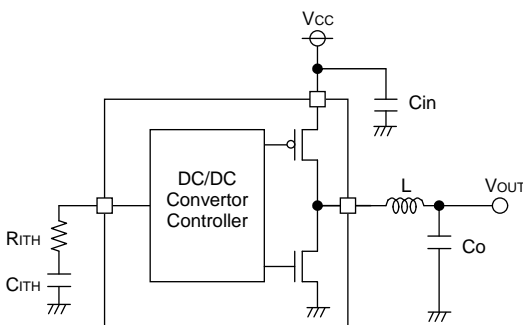 VCC
Cin
DC/DC
Convertor
Controller
L
VOUT
RITH
Co
CITH